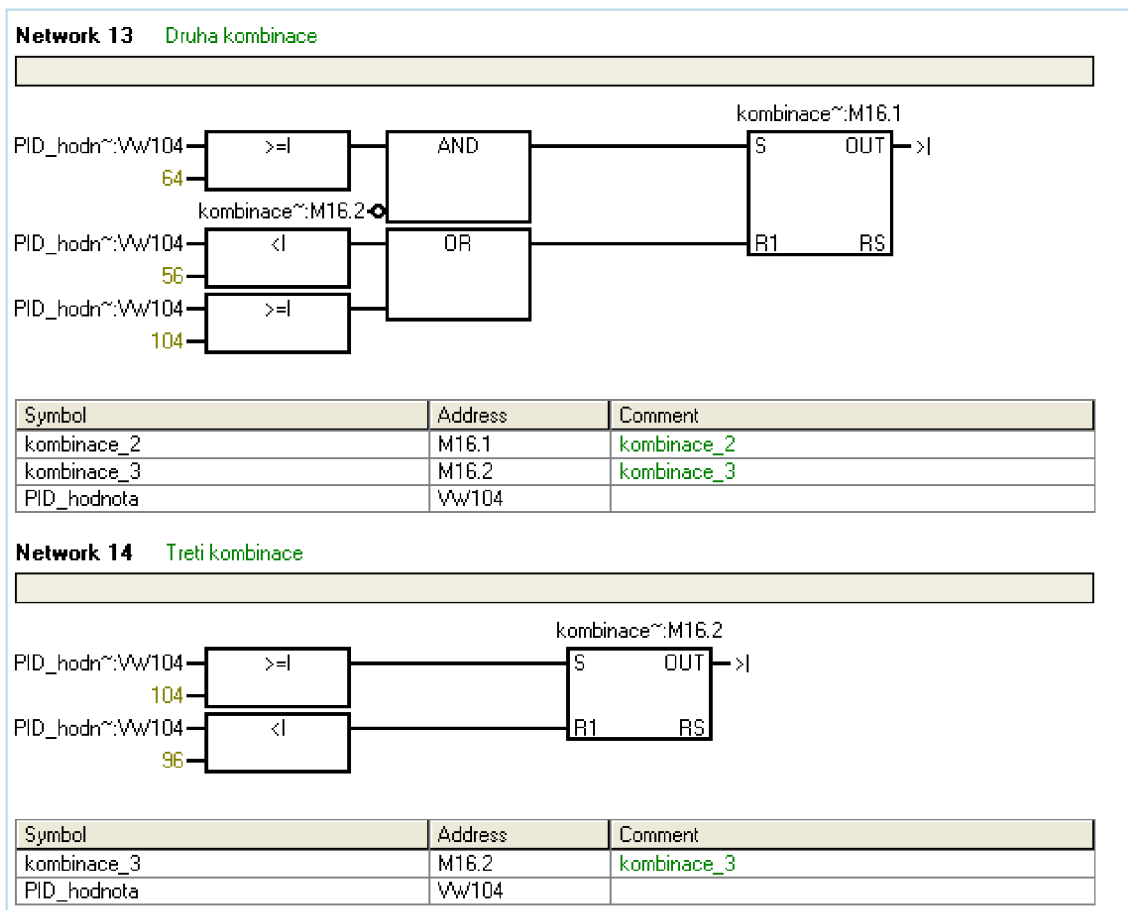 Network 13 Druha kombinace
kombinace~:M16.1
PID_hodn~:VW104 >=I AND S OUT >|
64
kombinace~:M16.2
PID_hodn~:VW104 <I OR R1 RS
56
PID_hodn~:VW104 >=I
104
Symbol Address Comment
kombinace_2 M16.1 kombinace_2
kombinace_3 M16.2 kombinace_3
PID_hodnota VW104
Network 14 Treti kombinace
kombinace~:M16.2
PID_hodn~:VW104 >=I S OUT >|
104
PID_hodn~:VW104 <I R1 RS
96
Symbol Address Comment
kombinace_3 M16.2 kombinace_3
PID_hodnota VW104